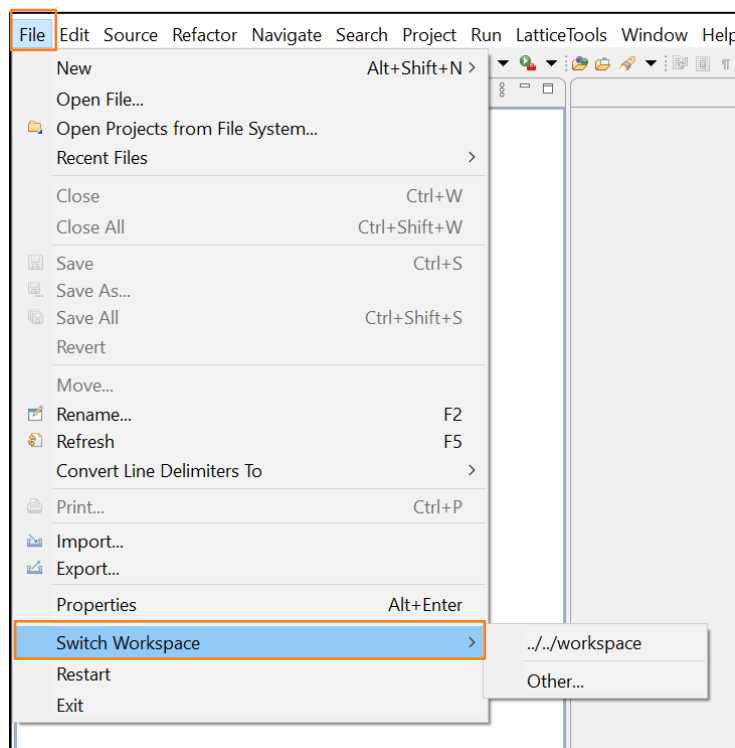 File Edit Source Refactor Navigate Search Project Run LatticeTools Window Help
New Alt+Shift+N >
Open File...
Open Projects from File System...
Recent Files >
Close Ctrl+W
Close All Ctrl+Shift+W
Save Ctrl+S
Save As...
Save All Ctrl+Shift+S
Revert
Move...
Rename... F2
Refresh F5
Convert Line Delimiters To >
Print... Ctrl+P
Import...
Export...
Properties Alt+Enter
Switch Workspace > ../../workspace
Restart Other...
Exit